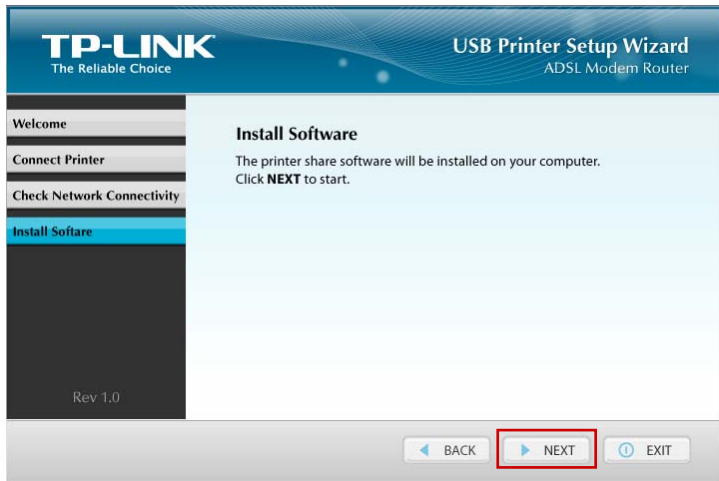 TP-LINK
The Reliable Choice
USB Printer Setup Wizard
ADSL Modem Router
Welcome
Connect Printer
Check Network Connectivity
Install Softare
Install Software
The printer share software will be installed on your computer.
Click NEXT to start.
Rev 1.0
BACK
NEXT
EXIT